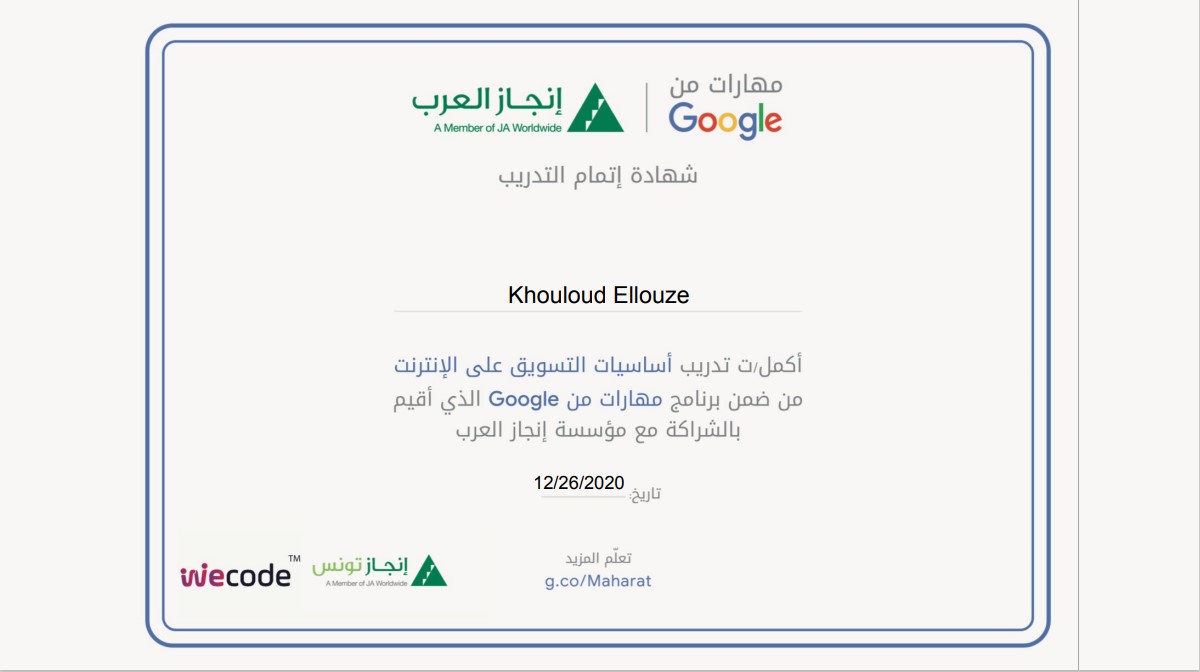 مهارات من
Google
إنجاز العرب
A Member of JA Worldwide
شهادة إتمام التدريب
Khouloud Ellouze
أكمل/ت تدريب أساسيات التسويق على الإنترنت
من ضمن برنامج مهارات من Google الذي أقيم
بالشراكة مع مؤسسة إنجاز العرب
تاريخ: 12/26/2020
تعلّم المزيد
g.co/Maharat
إنجاز تونس
A Member of JA Worldwide
wecode™